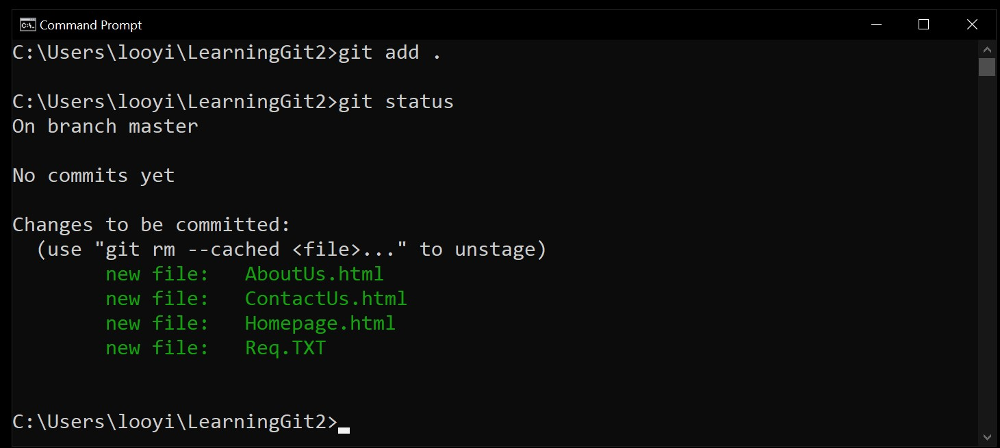 Command Prompt
C:\Users\looyi\LearningGit2>git add .
C:\Users\looyi\LearningGit2>git status
On branch master
No commits yet
Changes to be committed:
  (use "git rm --cached <file>..." to unstage)
        new file:   AboutUs.html
        new file:   ContactUs.html
        new file:   Homepage.html
        new file:   Req.TXT
C:\Users\looyi\LearningGit2>